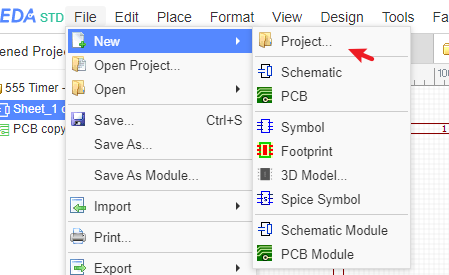 EDA STD File Edit Place Format View Design Tools Fa
ened Proje
New
Project...
Open Project...
555 Timer -
Open
Schematic
Sheet_1
PCB
PCB copy
Save... Ctrl+S
Symbol
Save As...
Footprint
Save As Module...
3D Model...
Spice Symbol
Import
Schematic Module
Print...
PCB Module
Export
100
1